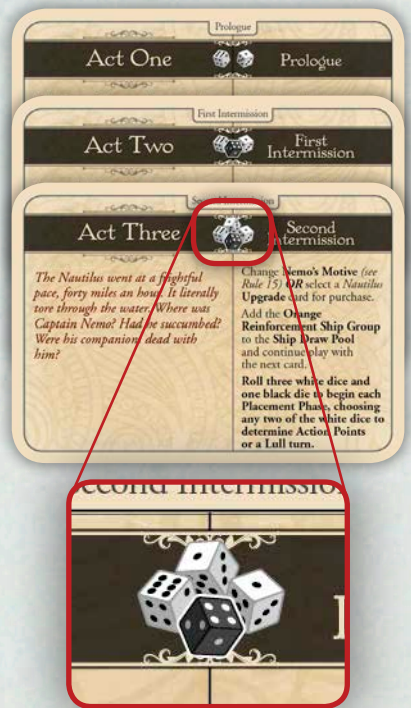 Prologue
Act One
Prologue
First Intermission
Act Two
First
Intermission
Act Three
Second
Intermission
The Nautilus went at a frightful
pace, forty miles an hour. It literally
tore through the water. Where was
Captain Nemo? Had he succumbed?
Were his companions dead with
him?
Change Nemo's Motive (see
Rule 15) OR select a Nautilus
Upgrade card for purchase.
Add the Orange
Reinforcement Ship Group
to the Ship Draw Pool
and continue play with
the next card.
Roll three white dice and
one black die to begin each
Placement Phase, choosing
any two of the white dice to
determine Action Points
or a Lull turn.